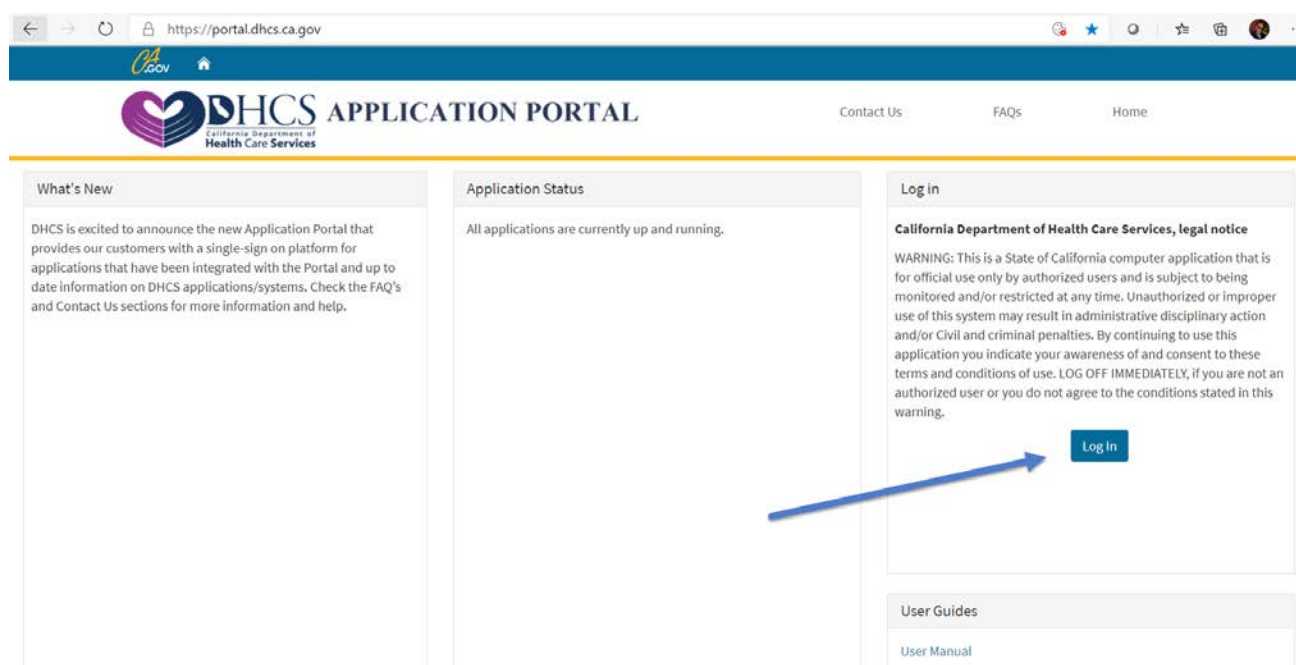 https://portal.dhcs.ca.gov
CA.GOV
DHCS APPLICATION PORTAL
California Department of
Health Care Services
Contact Us
FAQs
Home
What's New
DHCS is excited to announce the new Application Portal that
provides our customers with a single-sign on platform for
applications that have been integrated with the Portal and up to
date information on DHCS applications/systems. Check the FAQ's
and Contact Us sections for more information and help.
Application Status
All applications are currently up and running.
Log in
California Department of Health Care Services, legal notice
WARNING: This is a State of California computer application that is
for official use only by authorized users and is subject to being
monitored and/or restricted at any time. Unauthorized or improper
use of this system may result in administrative disciplinary action
and/or Civil and criminal penalties. By continuing to use this
application you indicate your awareness of and consent to these
terms and conditions of use. LOG OFF IMMEDIATELY, if you are not an
authorized user or you do not agree to the conditions stated in this
warning.
Log In
User Guides
User Manual